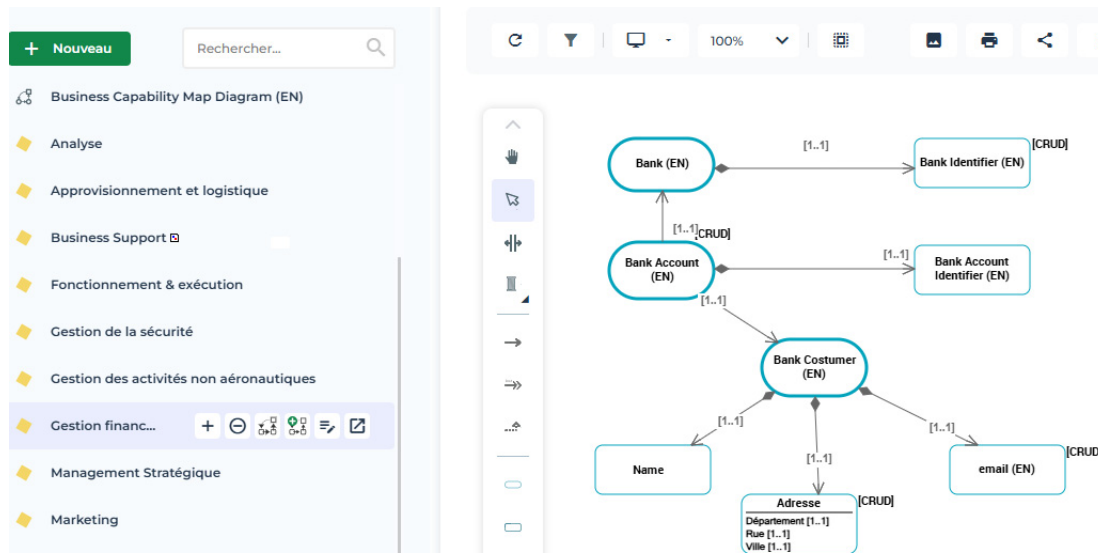 + Nouveau
Rechercher...
Business Capability Map Diagram (EN)
Analyse
Approvisionnement et logistique
Business Support
Fonctionnement & exécution
Gestion de la sécurité
Gestion des activités non aéronautiques
Gestion financ...
Management Stratégique
Marketing
100%
Bank (EN)
[1..1]
Bank Identifier (EN)
[CRUD]
[1..1]
[CRUD]
Bank Account
(EN)
[1..1]
Bank Account
Identifier (EN)
[1..1]
Bank Costumer
(EN)
[1..1]
[1..1]
[1..1]
Name
email (EN)
[CRUD
Adresse
[CRUD]
Département [1..1]
Rue [1..1]
Ville [1..1]